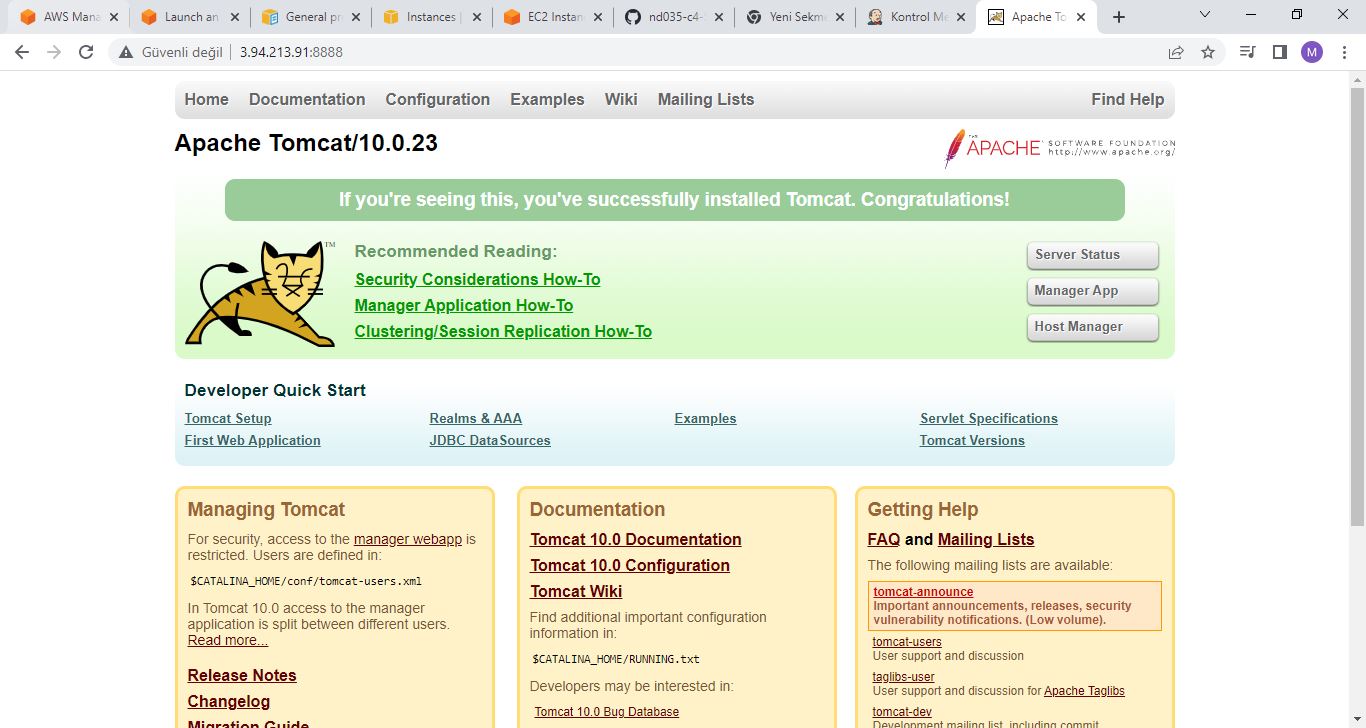 AWS Mana
Launch an
General pr
Instances |
EC2 Instan
nd035-c4-
Yeni Sekme
Kontrol Me
Apache To
Güvenli değil
3.94.213.91:8888
M
Home Documentation Configuration Examples Wiki Mailing Lists Find Help
Apache Tomcat/10.0.23
THE APACHE SOFTWARE FOUNDATION
http://www.apache.org/
If you're seeing this, you've successfully installed Tomcat. Congratulations!
TM
Recommended Reading:
Security Considerations How-To
Manager Application How-To
Clustering/Session Replication How-To
Server Status
Manager App
Host Manager
Developer Quick Start
Tomcat Setup
First Web Application
Realms & AAA
JDBC DataSources
Examples
Servlet Specifications
Tomcat Versions
Managing Tomcat
For security, access to the manager webapp is
restricted. Users are defined in:
$CATALINA_HOME/conf/tomcat-users.xml
In Tomcat 10.0 access to the manager
application is split between different users.
Read more...
Release Notes
Changelog
Migration Guide
Documentation
Tomcat 10.0 Documentation
Tomcat 10.0 Configuration
Tomcat Wiki
Find additional important configuration
information in:
$CATALINA_HOME/RUNNING.txt
Developers may be interested in:
Tomcat 10.0 Bug Database
Getting Help
FAQ and Mailing Lists
The following mailing lists are available:
tomcat-announce
Important announcements, releases, security
vulnerability notifications. (Low volume).
tomcat-users
User support and discussion
taglibs-user
User support and discussion for Apache Taglibs
tomcat-dev
Development mailing list, including commit